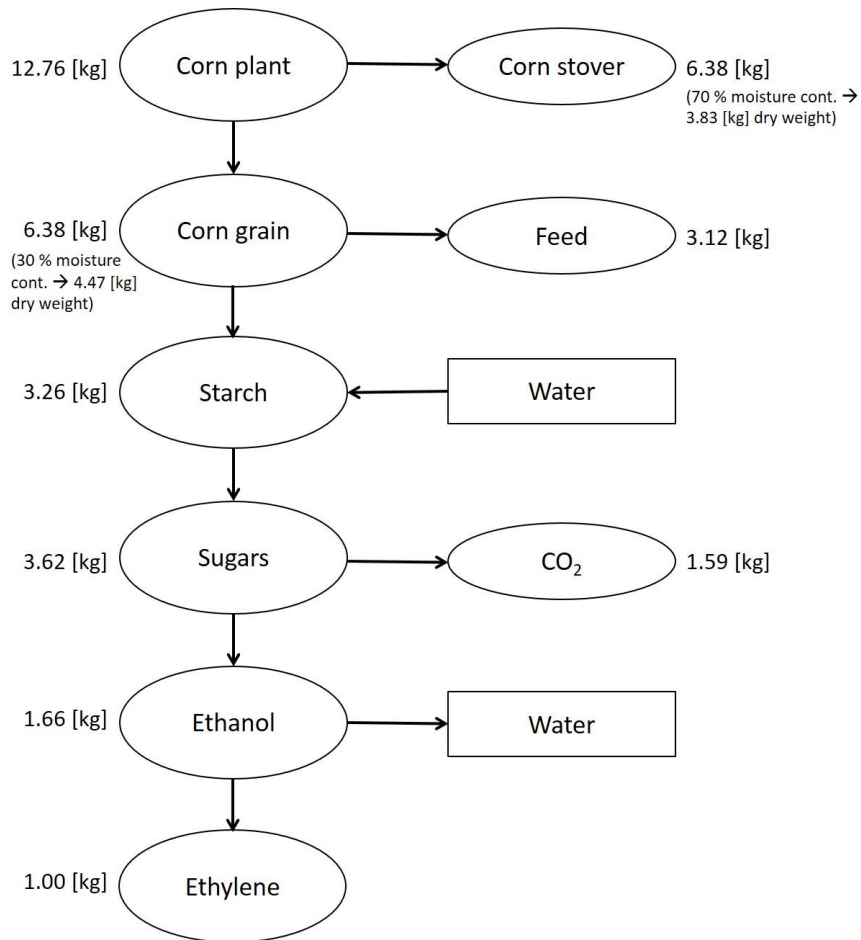 12.76 [kg]
Corn plant
Corn stover
6.38 [kg]
(70 % moisture cont. →
3.83 [kg] dry weight)
6.38 [kg]
(30 % moisture
cont. → 4.47 [kg]
dry weight)
Corn grain
Feed
3.12 [kg]
3.26 [kg]
Starch
Water
3.62 [kg]
Sugars
CO₂
1.59 [kg]
1.66 [kg]
Ethanol
Water
1.00 [kg]
Ethylene